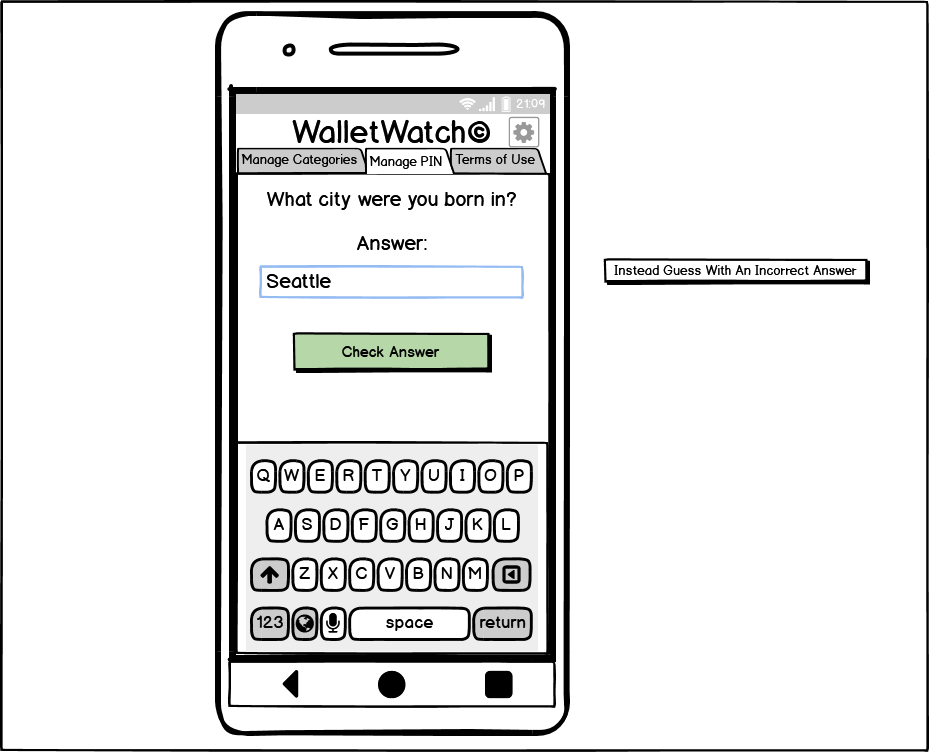 21:09
WalletWatch©
Manage Categories Manage PIN Terms of Use
What city were you born in?
Answer:
Seattle
Instead Guess With An Incorrect Answer
Check Answer
Q W E R T Y U I O P
A S D F G H J K L
Z X C V B N M
123 space return